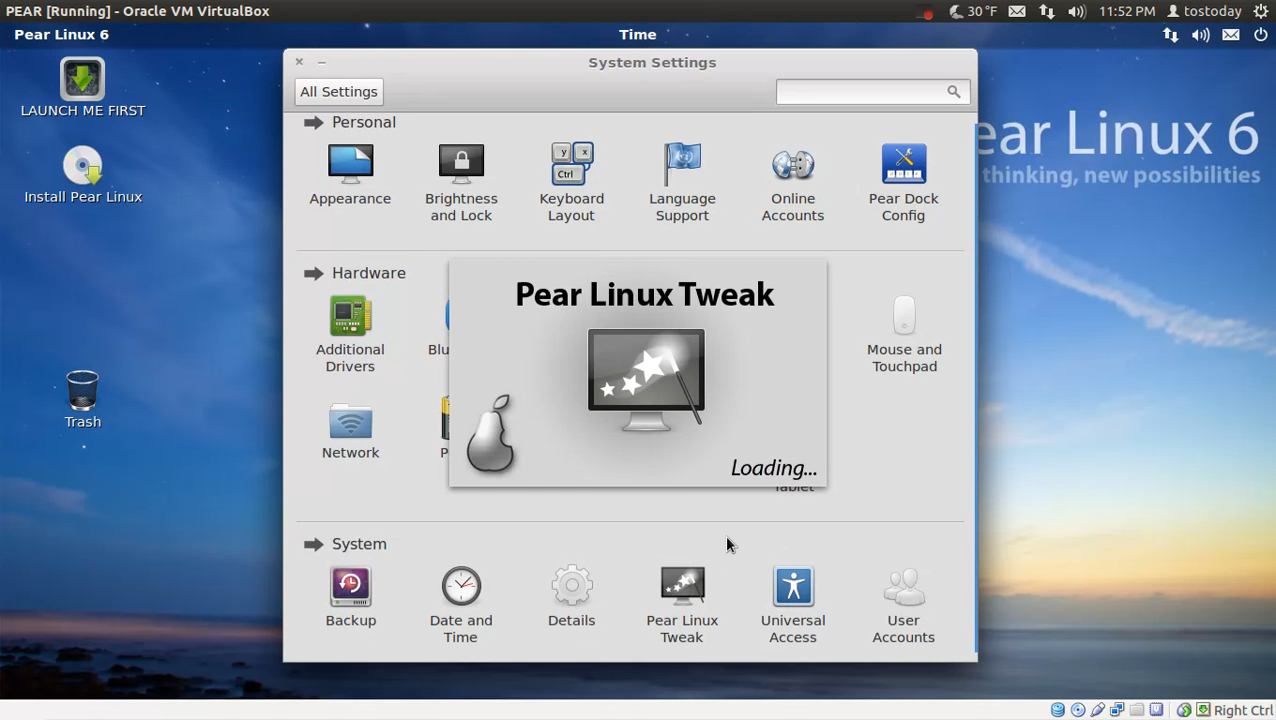 PEAR [Running] - Oracle VM VirtualBox
30 °F
11:52 PM
tostoday
Pear Linux 6
Time
LAUNCH ME FIRST
Install Pear Linux
Trash
System Settings
All Settings
Personal
Appearance
Brightness
and Lock
Keyboard
Layout
Language
Support
Online
Accounts
Pear Dock
Config
ear Linux 6
thinking, new possibilities
Hardware
Additional
Drivers
Blu
Mouse and
Touchpad
Network
P
Tablet
Pear Linux Tweak
Loading...
System
Backup
Date and
Time
Details
Pear Linux
Tweak
Universal
Access
User
Accounts
y
x
Ctrl
Right Ctrl